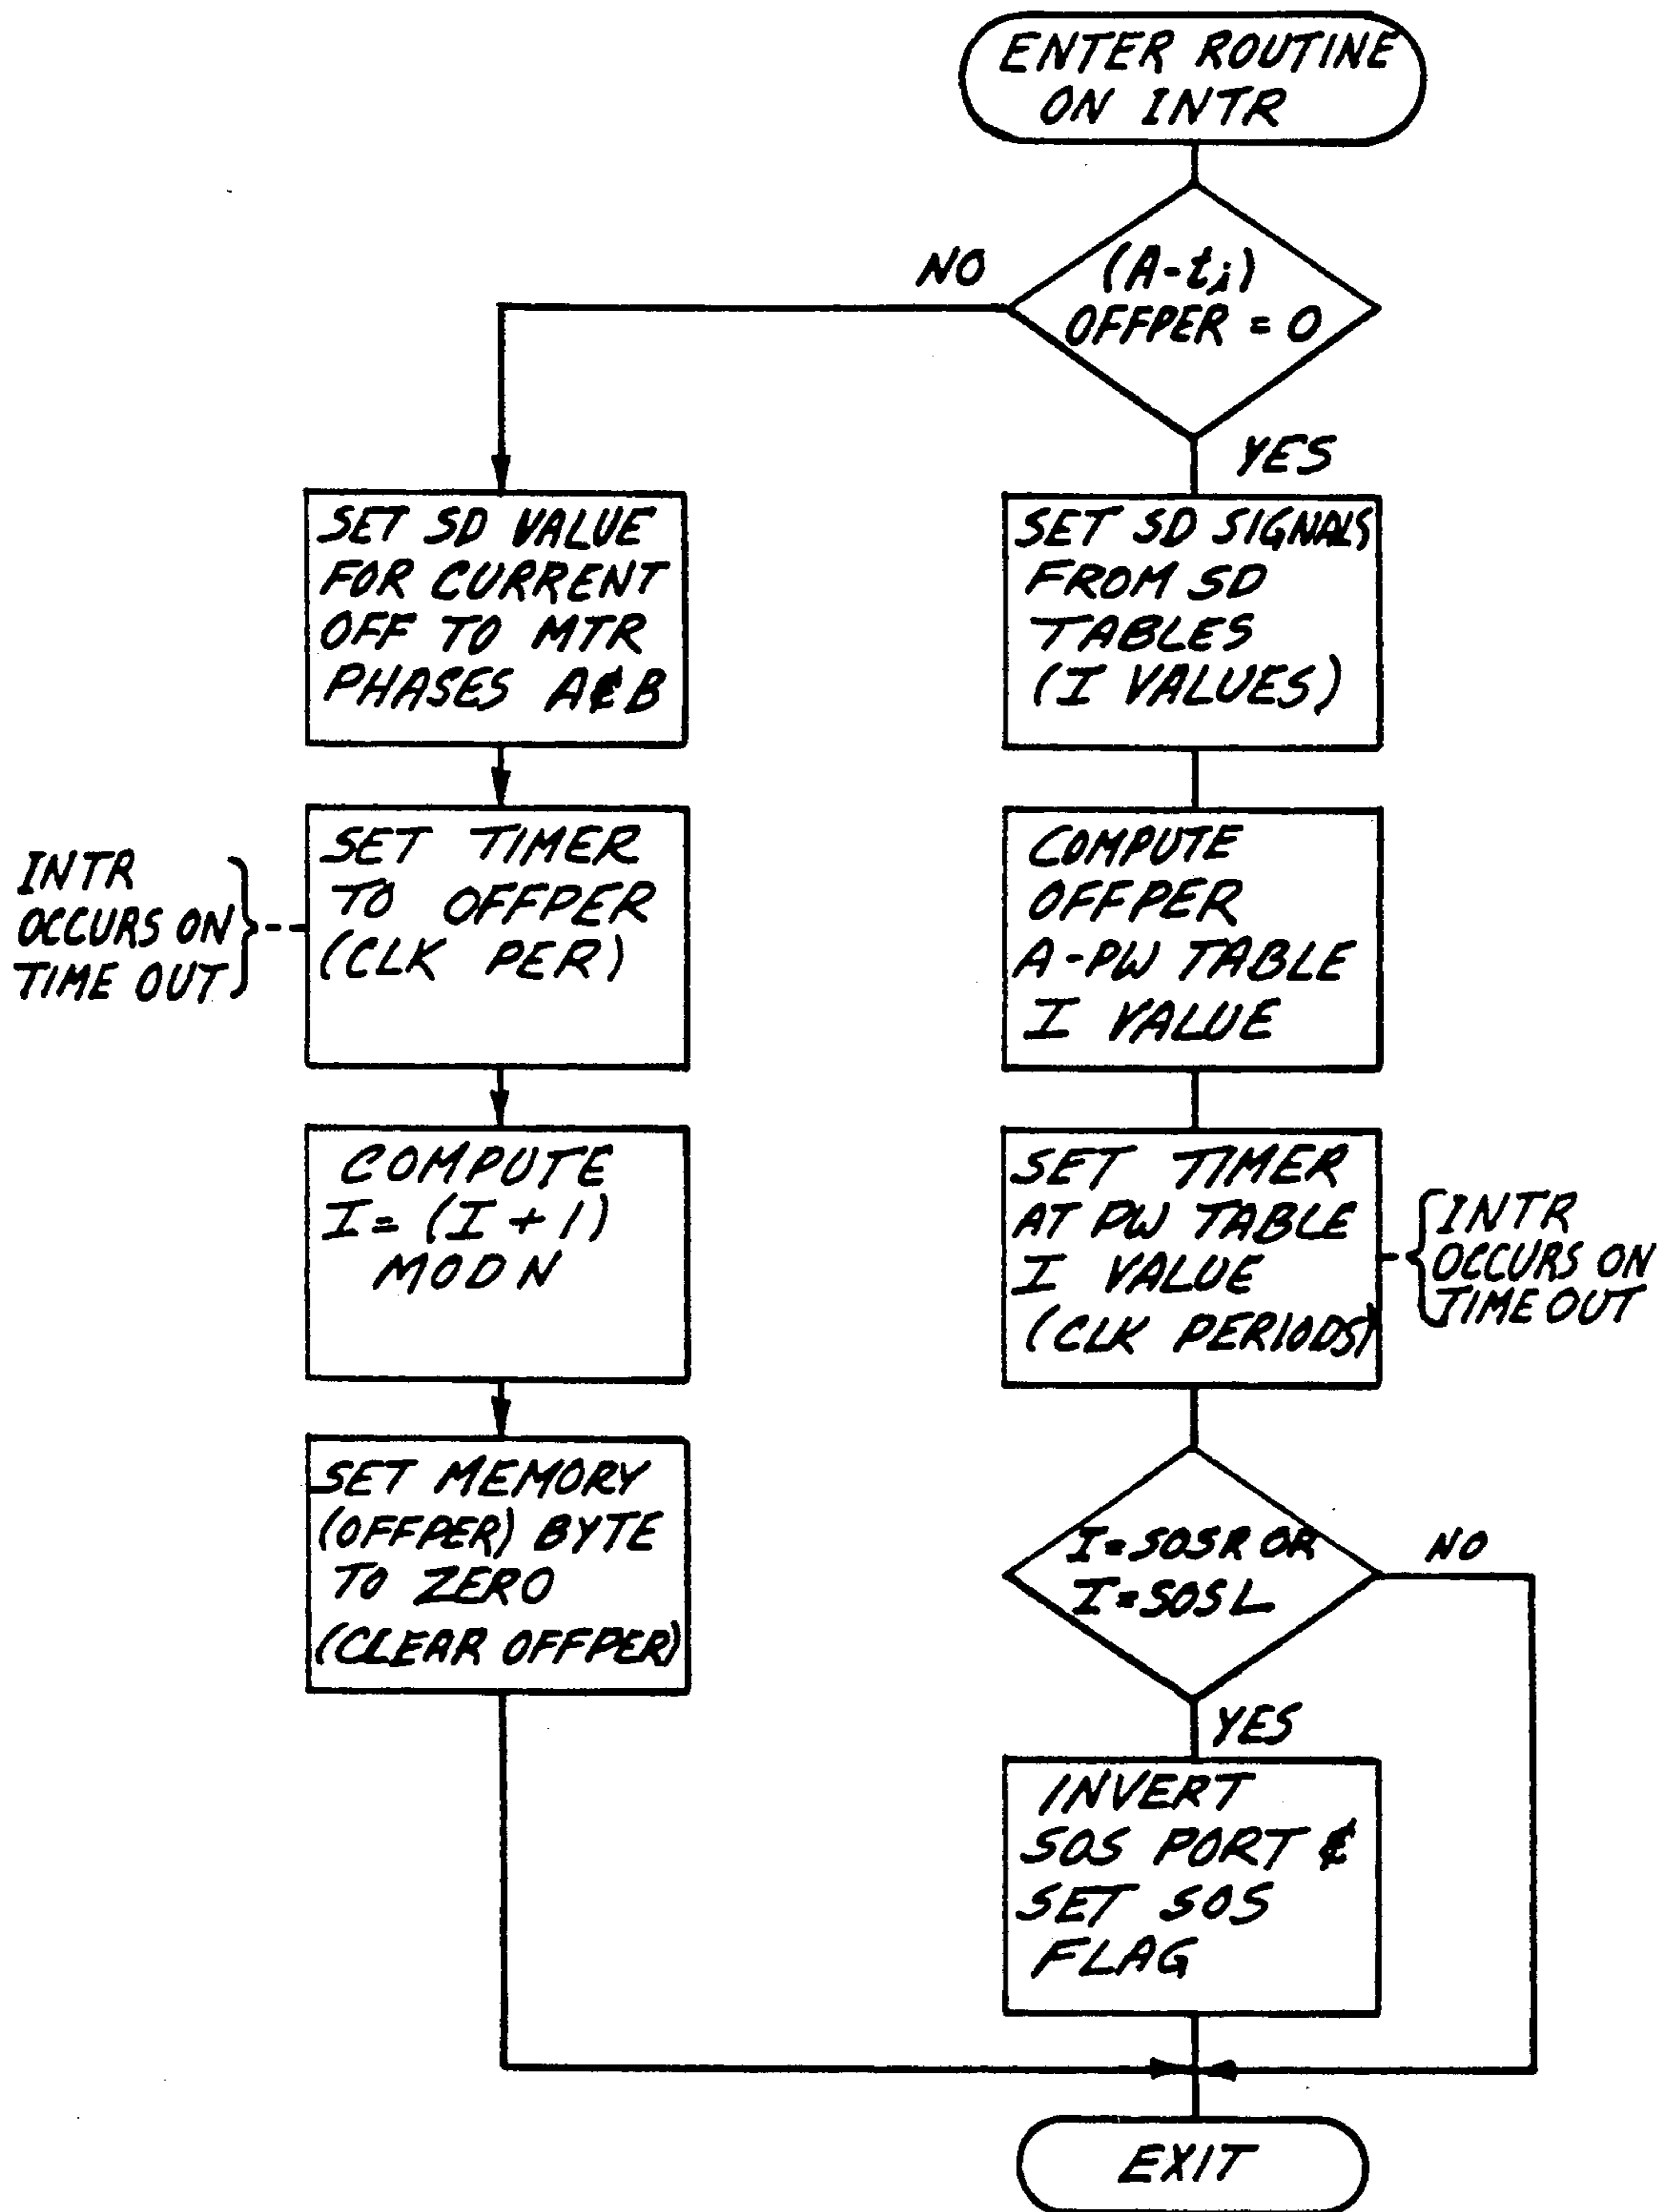 ENTER ROUTINE
ON INTR
(A-ti)
OFFPER = 0
NO
YES
SET SD VALUE
FOR CURRENT
OFF TO MTR
PHASES A & B
SET TIMER
TO OFFPER
(CLK PER)
INTR
OCCURS ON
TIME OUT
COMPUTE
I = (I + 1)
MOD N
SET MEMORY
(OFFPER) BYTE
TO ZERO
(CLEAR OFFPER)
SET SD SIGNALS
FROM SD
TABLES
(I VALUES)
COMPUTE
OFFPER
A-PW TABLE
I VALUE
SET TIMER
AT PW TABLE
I VALUE
(CLK PERIODS)
INTR
OCCURS ON
TIME OUT
I = SOSR OR
I = SOSL
NO
YES
INVERT
SOS PORT &
SET SOS
FLAG
EXIT